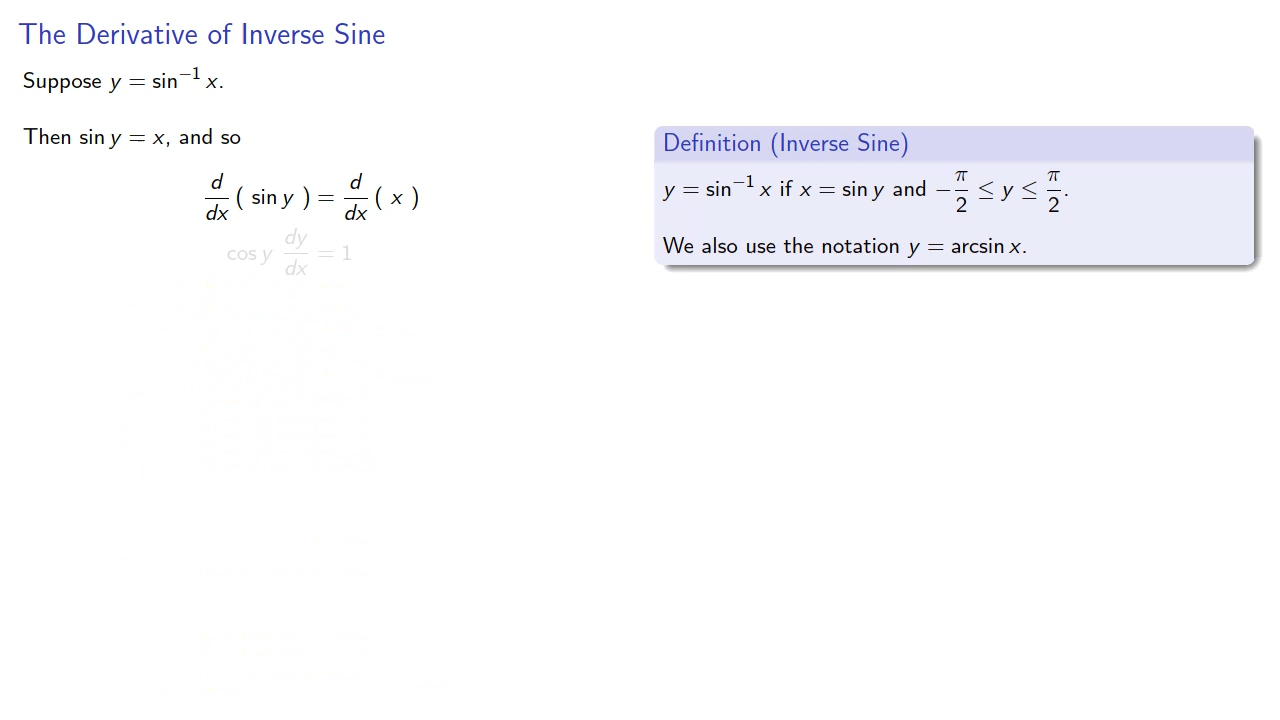 The Derivative of Inverse Sine
Suppose y = sin⁻¹ x.
Then sin y = x, and so
d/dx ( sin y ) = d/dx ( x )
cos y dy/dx = 1
Definition (Inverse Sine)
y = sin⁻¹ x if x = sin y and −π/2 ≤ y ≤ π/2.
We also use the notation y = arcsin x.